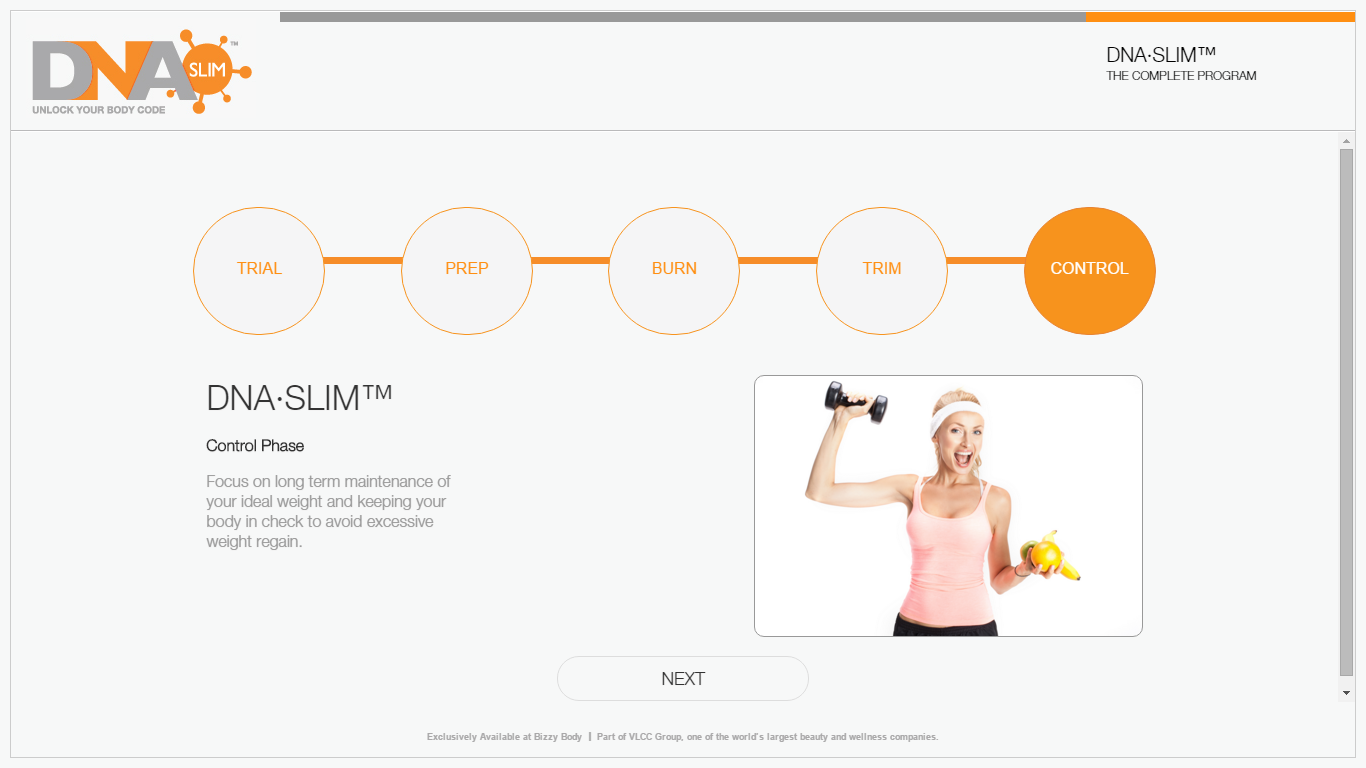 DNA SLIM™
UNLOCK YOUR BODY CODE
DNA·SLIM™
THE COMPLETE PROGRAM
TRIAL
PREP
BURN
TRIM
CONTROL
DNA·SLIM™
Control Phase
Focus on long term maintenance of
your ideal weight and keeping your
body in check to avoid excessive
weight regain.
NEXT
Exclusively Available at Bizzy Body | Part of VLCC Group, one of the world's largest beauty and wellness companies.